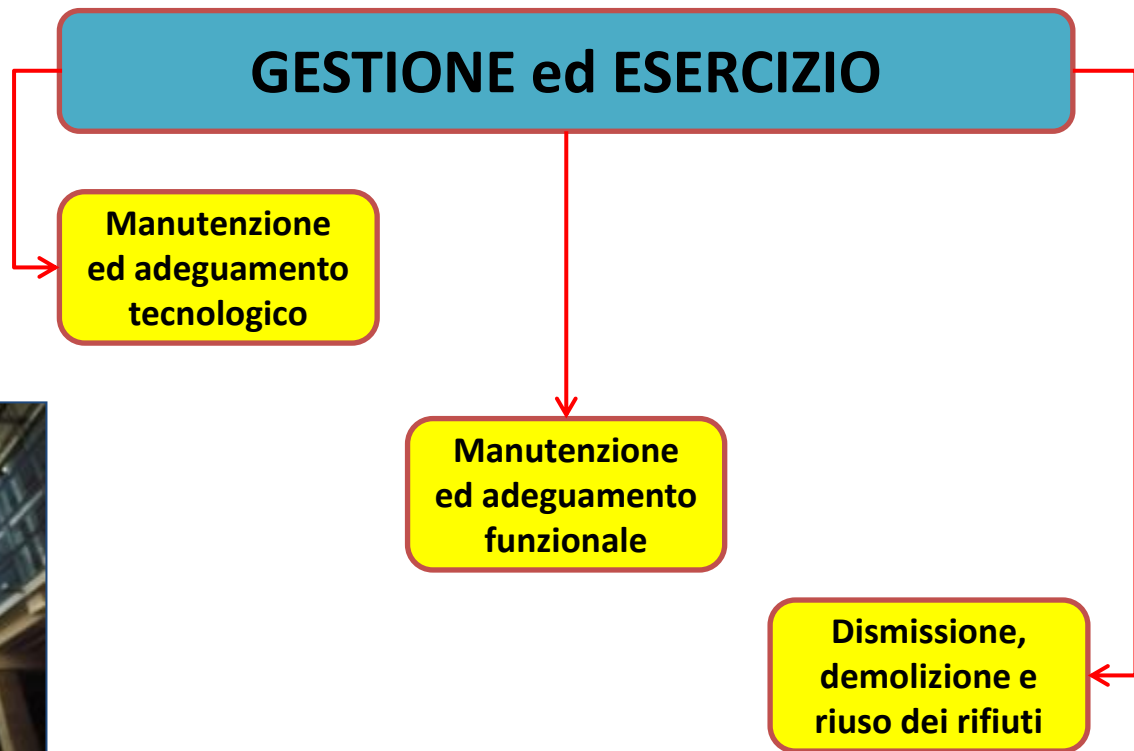 GESTIONE ed ESERCIZIO
Manutenzione
ed adeguamento
tecnologico
Manutenzione
ed adeguamento
funzionale
Dismissione,
demolizione e
riuso dei rifiuti